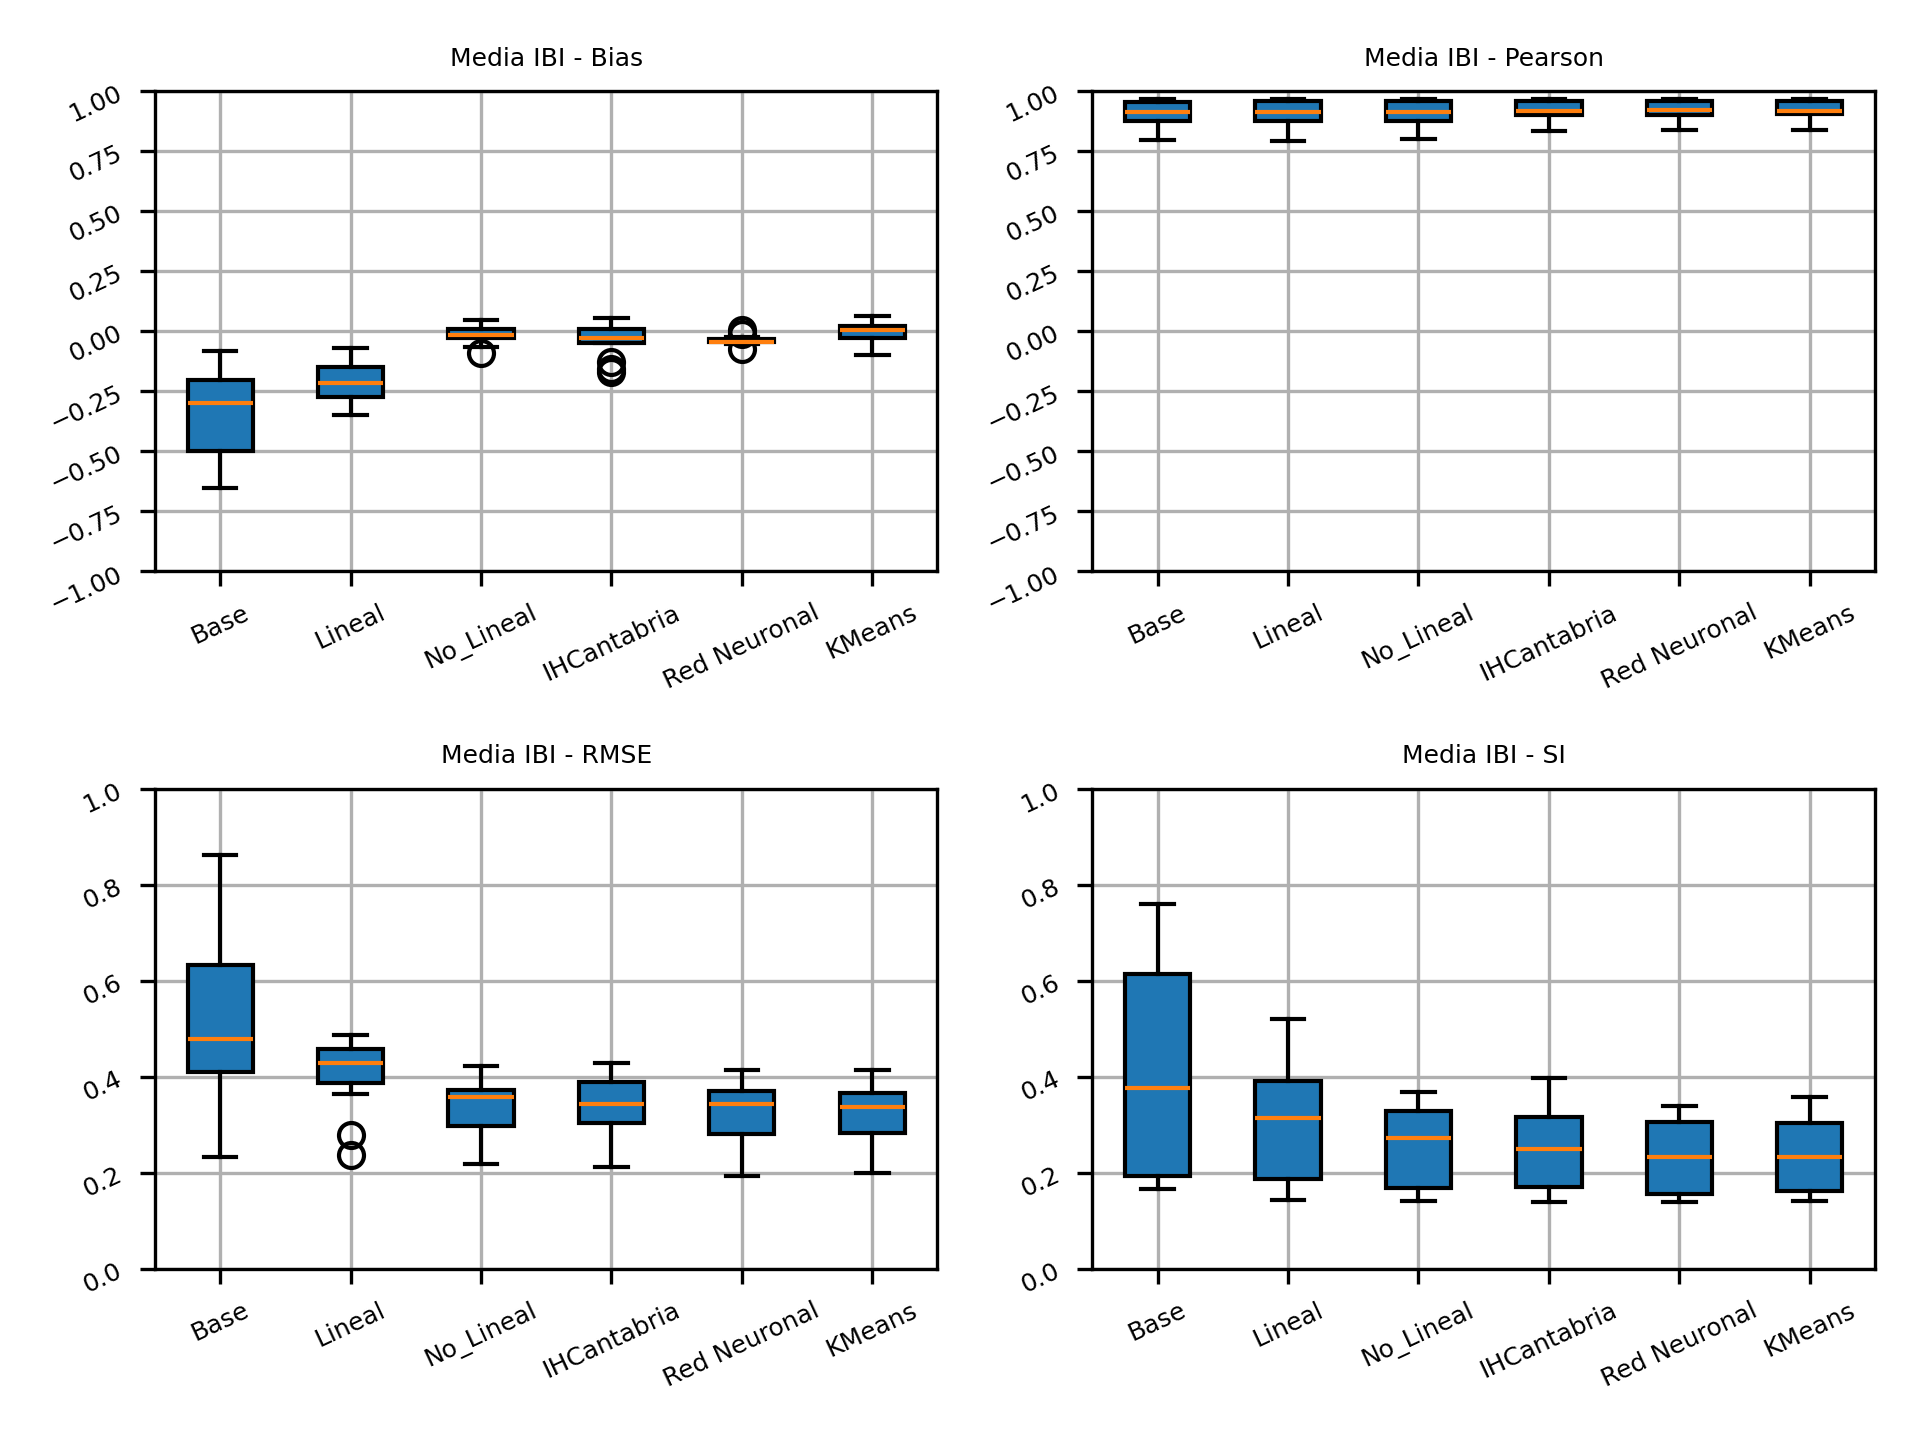 Media IBI - Bias
1.00
0.75
0.50
0.25
0.00
−0.25
−0.50
−0.75
−1.00
Base
Lineal
No_Lineal
IHCantabria
Red Neuronal
KMeans
Media IBI - Pearson
1.00
0.75
0.50
0.25
0.00
−0.25
−0.50
−0.75
−1.00
Base
Lineal
No_Lineal
IHCantabria
Red Neuronal
KMeans
Media IBI - RMSE
1.0
0.8
0.6
0.4
0.2
0.0
Base
Lineal
No_Lineal
IHCantabria
Red Neuronal
KMeans
Media IBI - SI
1.0
0.8
0.6
0.4
0.2
0.0
Base
Lineal
No_Lineal
IHCantabria
Red Neuronal
KMeans